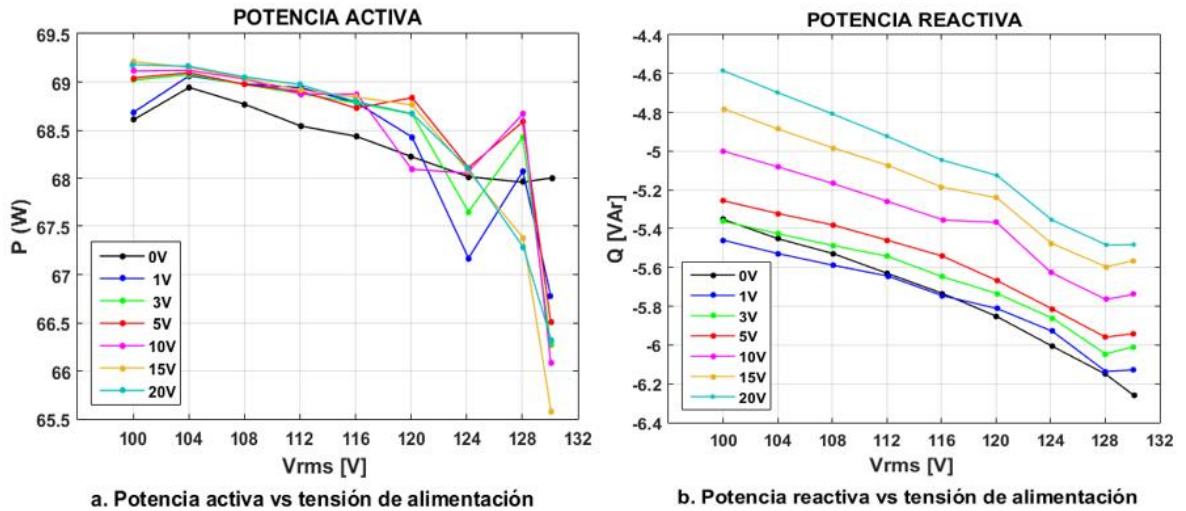 POTENCIA ACTIVA
69.5
69
68.5
68
67.5
67
66.5
66
65.5
P (W)
0V
1V
3V
5V
10V
15V
20V
100 104 108 112 116 120 124 128 132
Vrms [V]
a. Potencia activa vs tensión de alimentación
POTENCIA REACTIVA
-4.4
-4.6
-4.8
-5
-5.2
-5.4
-5.6
-5.8
-6
-6.2
-6.4
Q [VAr]
0V
1V
3V
5V
10V
15V
20V
100 104 108 112 116 120 124 128 132
Vrms [V]
b. Potencia reactiva vs tensión de alimentación